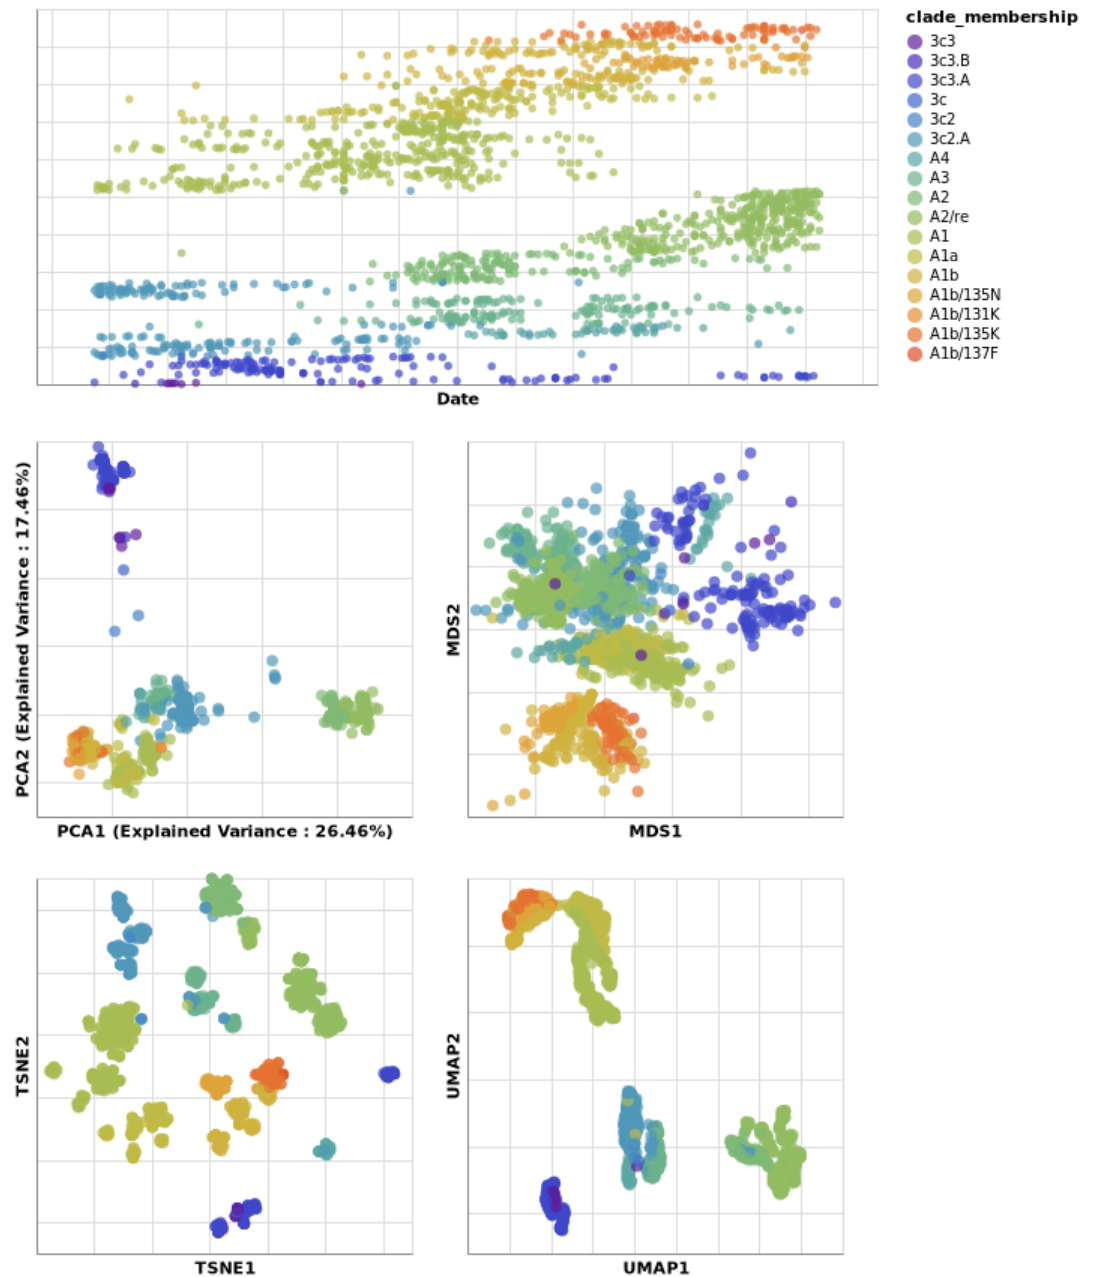 clade_membership
3c3
3c3.B
3c3.A
3c
3c2
3c2.A
A4
A3
A2
A2/re
A1
A1a
A1b
A1b/135N
A1b/131K
A1b/135K
A1b/137F
Date
PCA2 (Explained Variance : 17.46%)
PCA1 (Explained Variance : 26.46%)
MDS2
MDS1
TSNE2
TSNE1
UMAP2
UMAP1